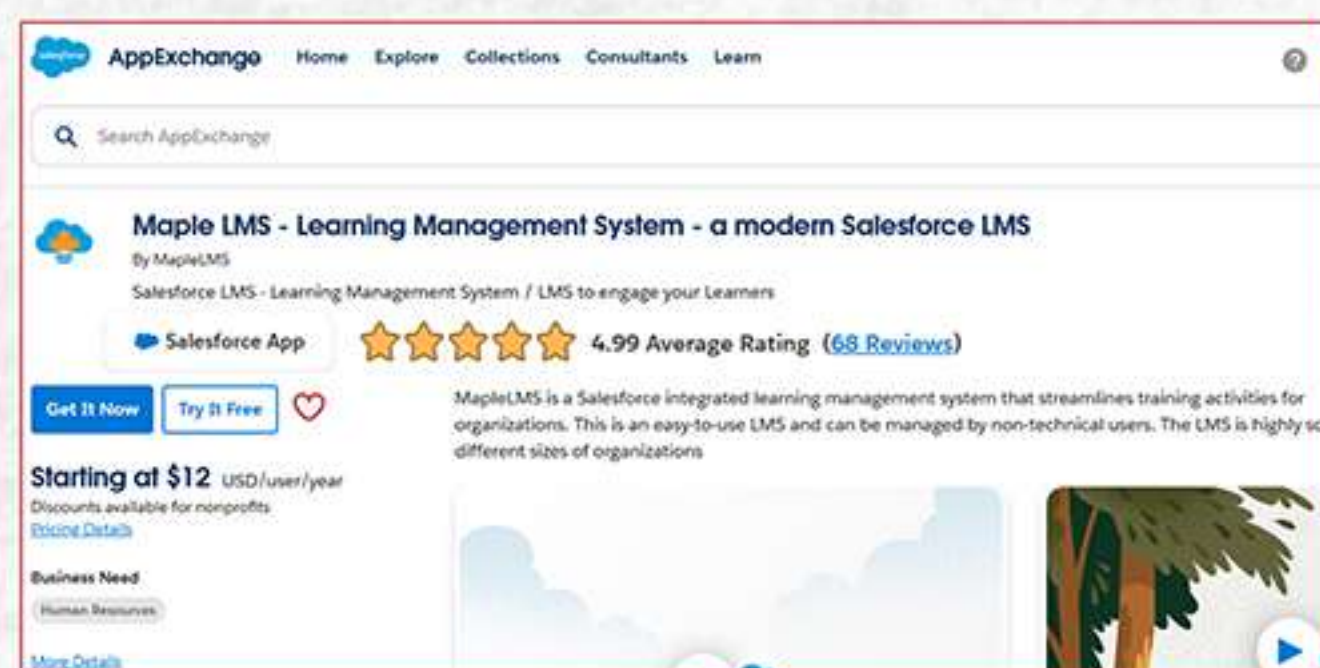 salesforce AppExchange Home Explore Collections Consultants Learn ?
Search AppExchange
Maple LMS - Learning Management System - a modern Salesforce LMS
By MapleLMS
Salesforce LMS - Learning Management System / LMS to engage your Learners
Salesforce App 4.99 Average Rating (68 Reviews)
Get It Now Try It Free
MapleLMS is a Salesforce integrated learning management system that streamlines training activities for
organizations. This is an easy-to-use LMS and can be managed by non-technical users. The LMS is highly sc
different sizes of organizations
Starting at $12 USD/user/year
Discounts available for nonprofits
Pricing Details
Business Need
Human Resources
More Details